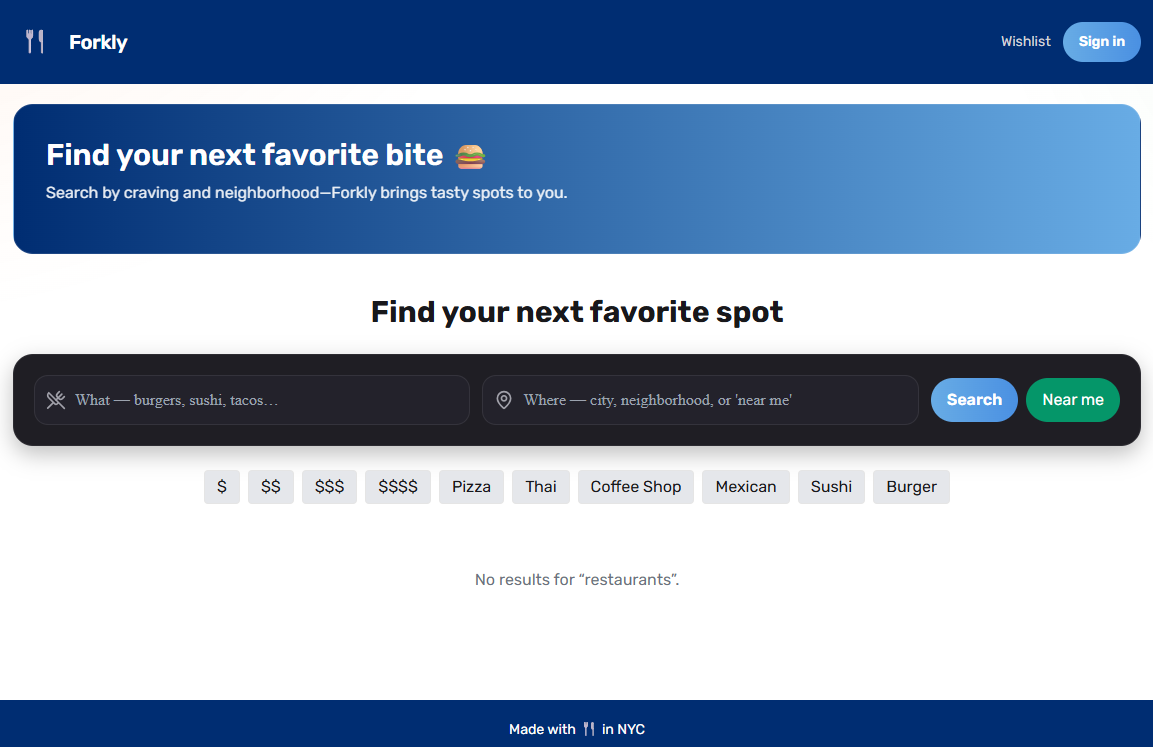 Forkly
Wishlist
Sign in
Find your next favorite bite 🍔
Search by craving and neighborhood—Forkly brings tasty spots to you.
Find your next favorite spot
What — burgers, sushi, tacos…
Where — city, neighborhood, or 'near me'
Search
Near me
$
$$
$$$
$$$$
Pizza
Thai
Coffee Shop
Mexican
Sushi
Burger
No results for “restaurants”.
Made with 🍴 in NYC